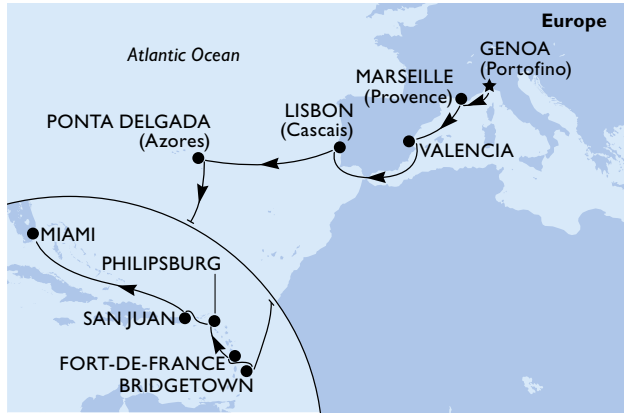 Europe
Atlantic Ocean
GENOA
(Portofino)
MARSEILLE
(Provence)
LISBON
(Cascais)
PONTA DELGADA
(Azores)
VALENCIA
MIAMI
PHILIPSBURG
SAN JUAN
FORT-DE-FRANCE
BRIDGETOWN